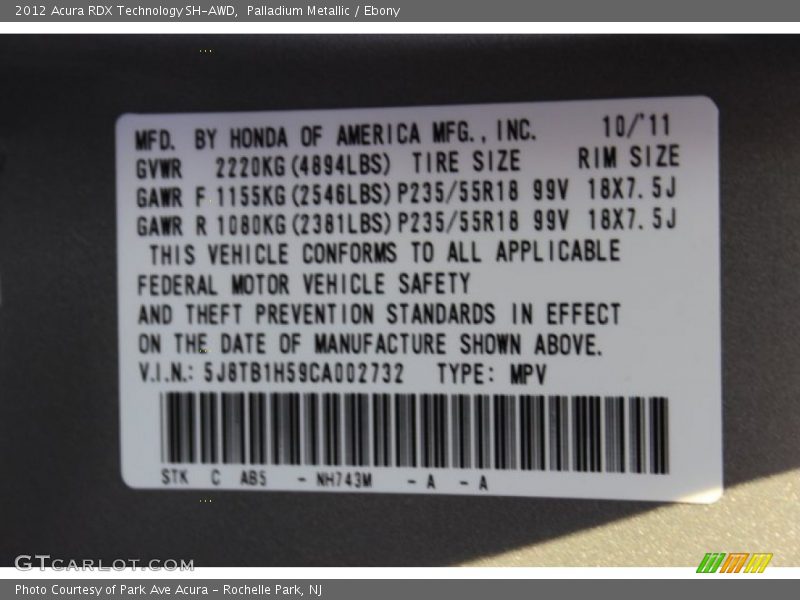 2012 Acura RDX Technology SH-AWD,  Palladium Metallic / Ebony
MFD. BY HONDA OF AMERICA MFG., INC. 10/'11
GVWR 2220KG(4894LBS) TIRE SIZE RIM SIZE
GAWR F 1155KG(2546LBS) P235/55R18 99V 18X7.5J
GAWR R 1080KG(2381LBS) P235/55R18 99V 18X7.5J
THIS VEHICLE CONFORMS TO ALL APPLICABLE
FEDERAL MOTOR VEHICLE SAFETY
AND THEFT PREVENTION STANDARDS IN EFFECT
ON THE DATE OF MANUFACTURE SHOWN ABOVE.
V.I.N.: 5J8TB1H59CA002732 TYPE: MPV
STK C AB5 - NH743M - A - A
GTCARLOT.COM
Photo Courtesy of Park Ave Acura - Rochelle Park, NJ